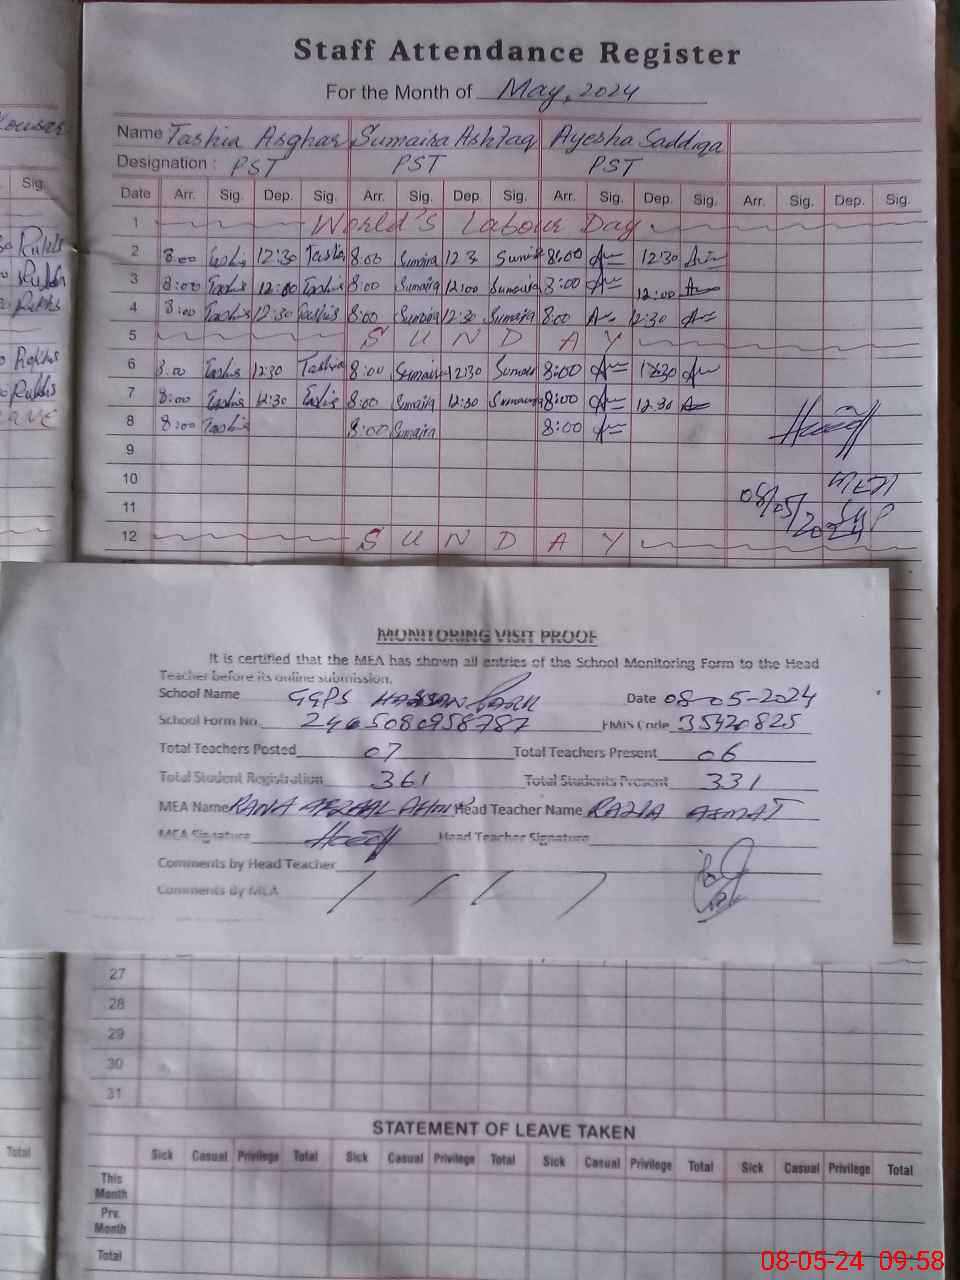 Staff Attendance Register
For the Month of May, 2024
Name Tashia Asghar Sumaira Ashfaq Ayesha Saddiqa
Designation : PST PST PST
Sig.
Date Arr. Sig. Dep. Sig. Arr. Sig. Dep. Sig. Arr. Sig. Dep. Sig. Arr. Sig. Dep. Sig.
1 World's Labour Day
2 8:00 12:30 8:00 Sumaira 12:3 8:00 12:30
3 8:00 12:00 8:00 Sumaira 12:00 Sumaira 8:00 12:00
4 8:00 12:30 8:00 Sumaira 12:30 Sumaira 8:00 12:30
5 SUNDAY
6 8:00 12:30 Tashia 8:00 Sumaira 12:30 8:00 12:30
7 8:00 12:30 8:00 Sumaira 12:30 Sumaira 8:00 12:30
8 8:00 8:00 Sumaira 8:00
9
10
11 08/05/2024
12 SUNDAY
MONITORING VISIT PROOF
It is certified that the MEA has shown all entries of the School Monitoring Form to the Head
Teacher before its online submission.
School Name GGPS Hassan Park Date 08-05-2024
School Form No. 2465080958787 EMIS Code 35420825
Total Teachers Posted 07 Total Teachers Present 06
Total Student Registration 361 Total Students Present 331
MEA Name RANA Head Teacher Name RAZIA
MEA Signature Head Teacher Signature
Comments by Head Teacher
Comments By MEA
27
28
29
30
31
STATEMENT OF LEAVE TAKEN
Sick Casual Privilege Total Sick Casual Privilege Total Sick Casual Privilege Total Sick Casual Privilege Total
This
Month
Prv.
Month
Total Total
08-05-24 09:58